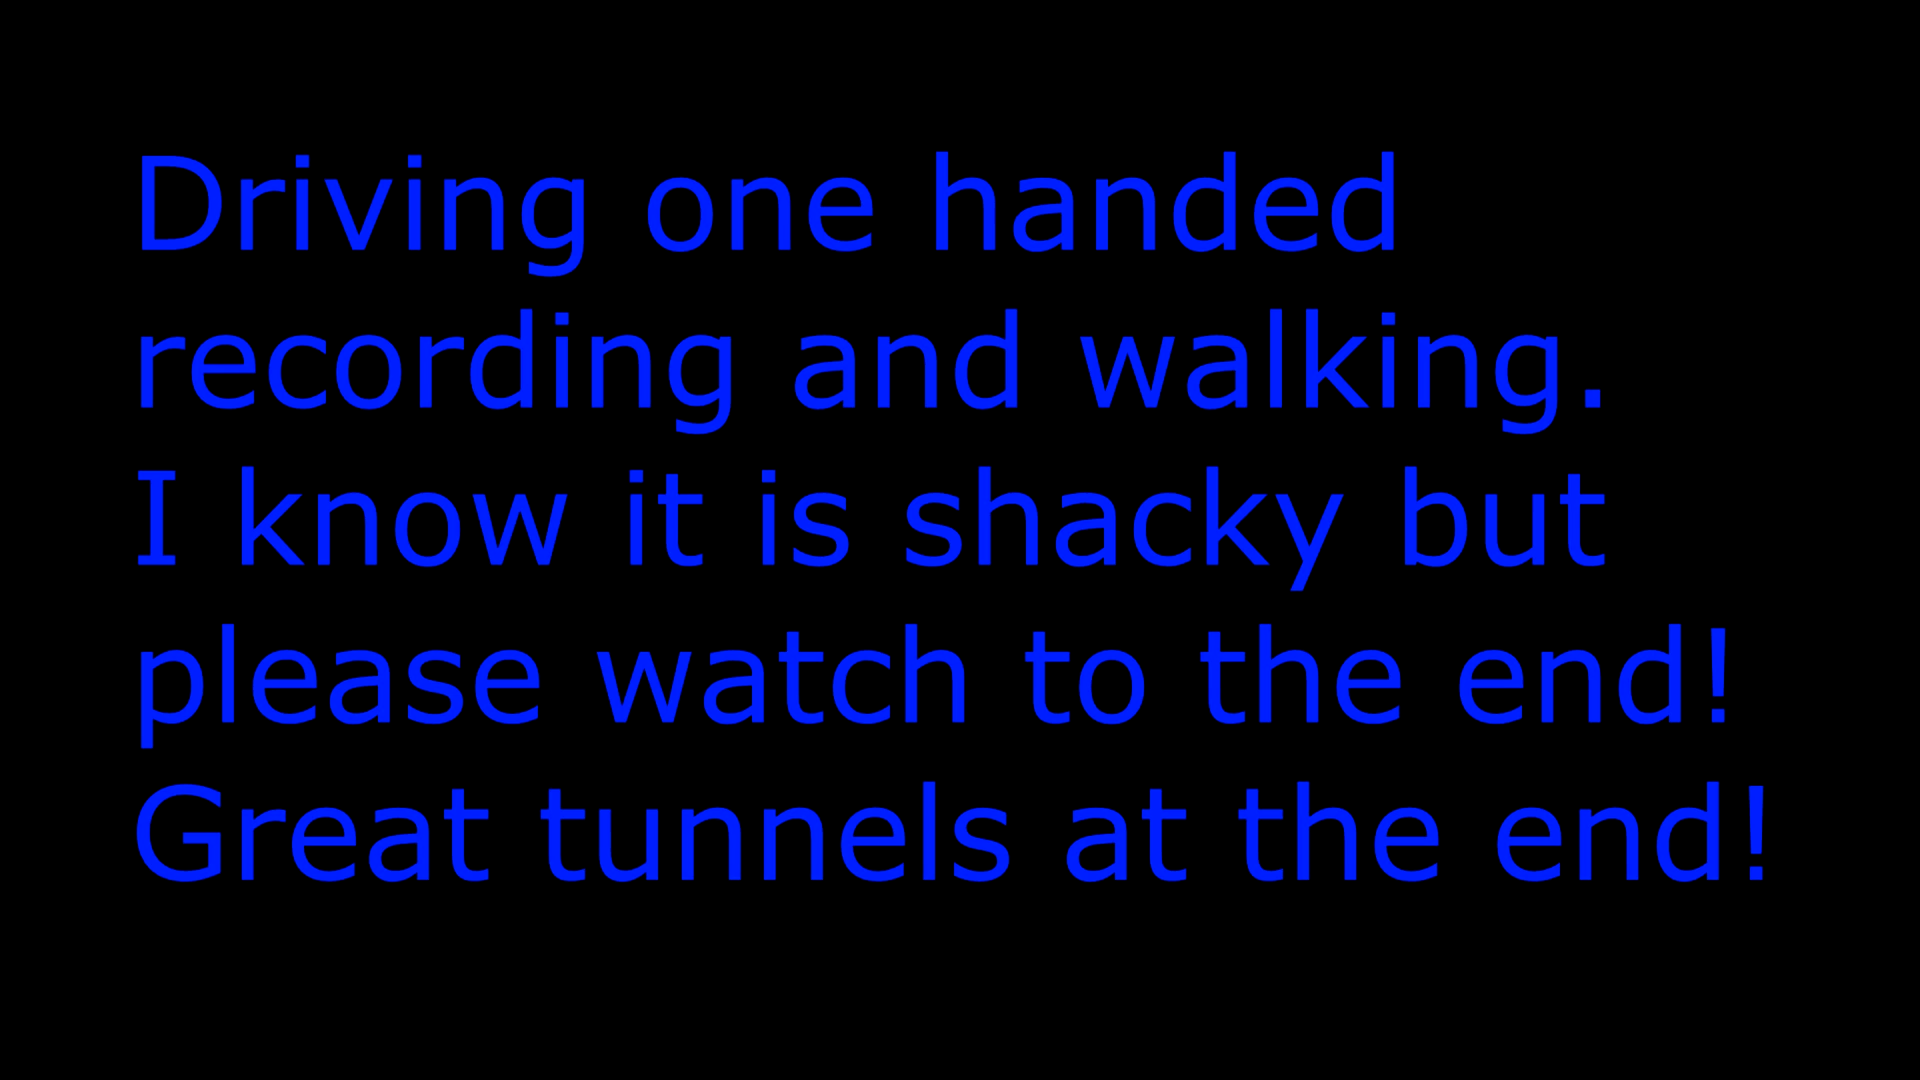 Driving one handed
recording and walking.
I know it is shacky but
please watch to the end!
Great tunnels at the end!